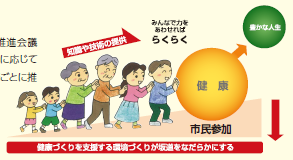 推進会議
に応じて
ごとに推
知識や技術の提供
みんなで力を
あわせれば
らくらく
豊かな人生
健康
市民参加
健康づくりを支援する環境づくりが坂道をなだらかにする